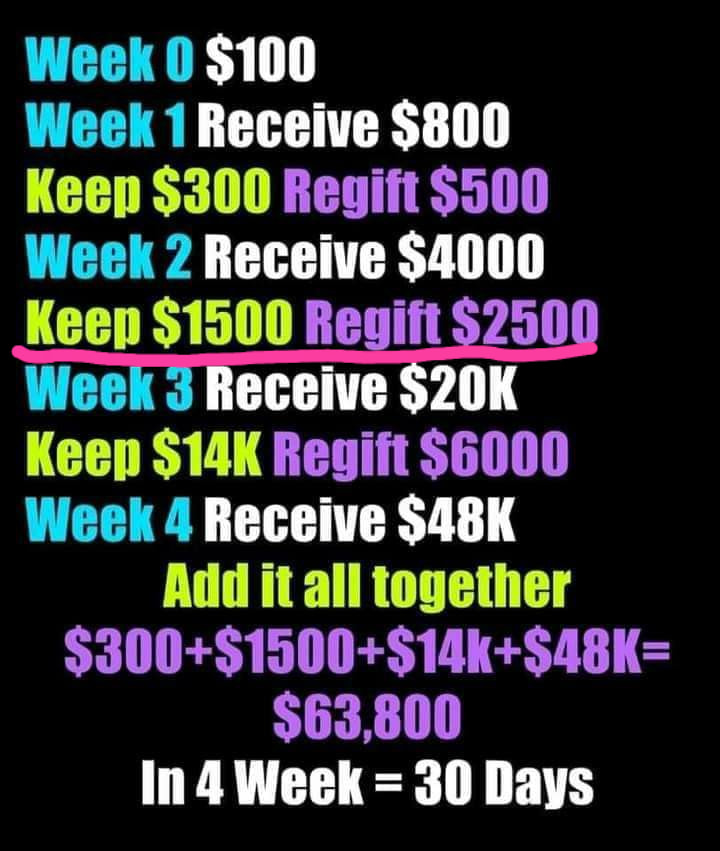 Week 0 $100
Week 1 Receive $800
Keep $300 Regift $500
Week 2 Receive $4000
Keep $1500 Regift $2500
Week 3 Receive $20K
Keep $14K Regift $6000
Week 4 Receive $48K
Add it all together
$300+$1500+$14k+$48K=
$63,800
In 4 Week = 30 Days